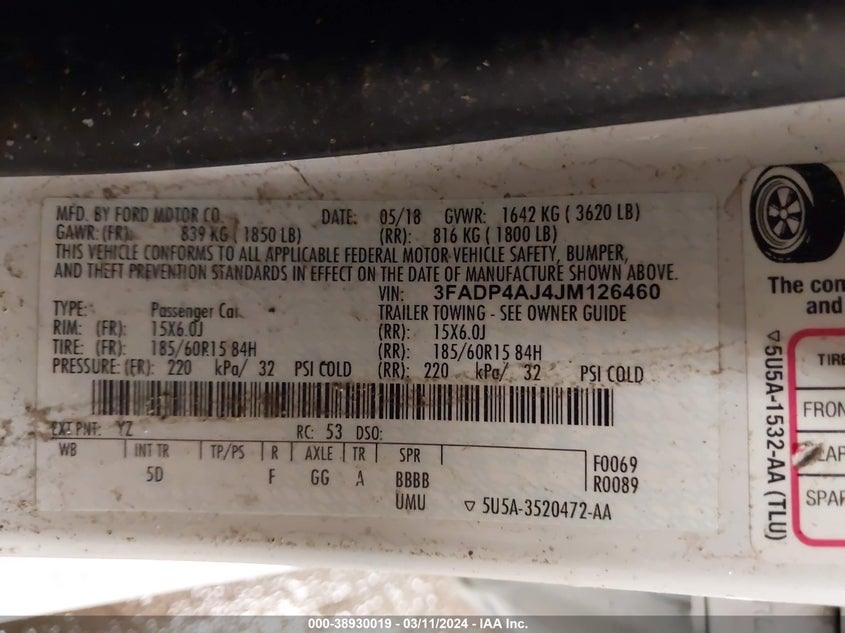 MFD. BY FORD MOTOR CO. DATE: 05/18 GVWR: 1642 KG ( 3620 LB)
GAWR: (FR): 839 KG ( 1850 LB) (RR): 816 KG ( 1800 LB)
THIS VEHICLE CONFORMS TO ALL APPLICABLE FEDERAL MOTOR VEHICLE SAFETY, BUMPER,
AND THEFT PREVENTION STANDARDS IN EFFECT ON THE DATE OF MANUFACTURE SHOWN ABOVE.
VIN: 3FADP4AJ4JM126460
TYPE: Passenger Car TRAILER TOWING - SEE OWNER GUIDE
RIM: (FR): 15X6.0J (RR): 15X6.0J
TIRE: (FR): 185/60R15 84H (RR): 185/60R15 84H
PRESSURE: (FR): 220 kPa/ 32 PSI COLD (RR): 220 kPa/ 32 PSI COLD
EXT PNT: YZ RC: 53 DSO:
WB INT TR TP/PS R AXLE TR SPR
5D F GG A BBBB
UMU
F0069
R0089
▽ 5U5A-3520472-AA
The con
and
▽5U5A-1532-AA (TLU)
TIRE
FRON
EAR
SPAR
000-38930019 - 03/11/2024 - IAA Inc.